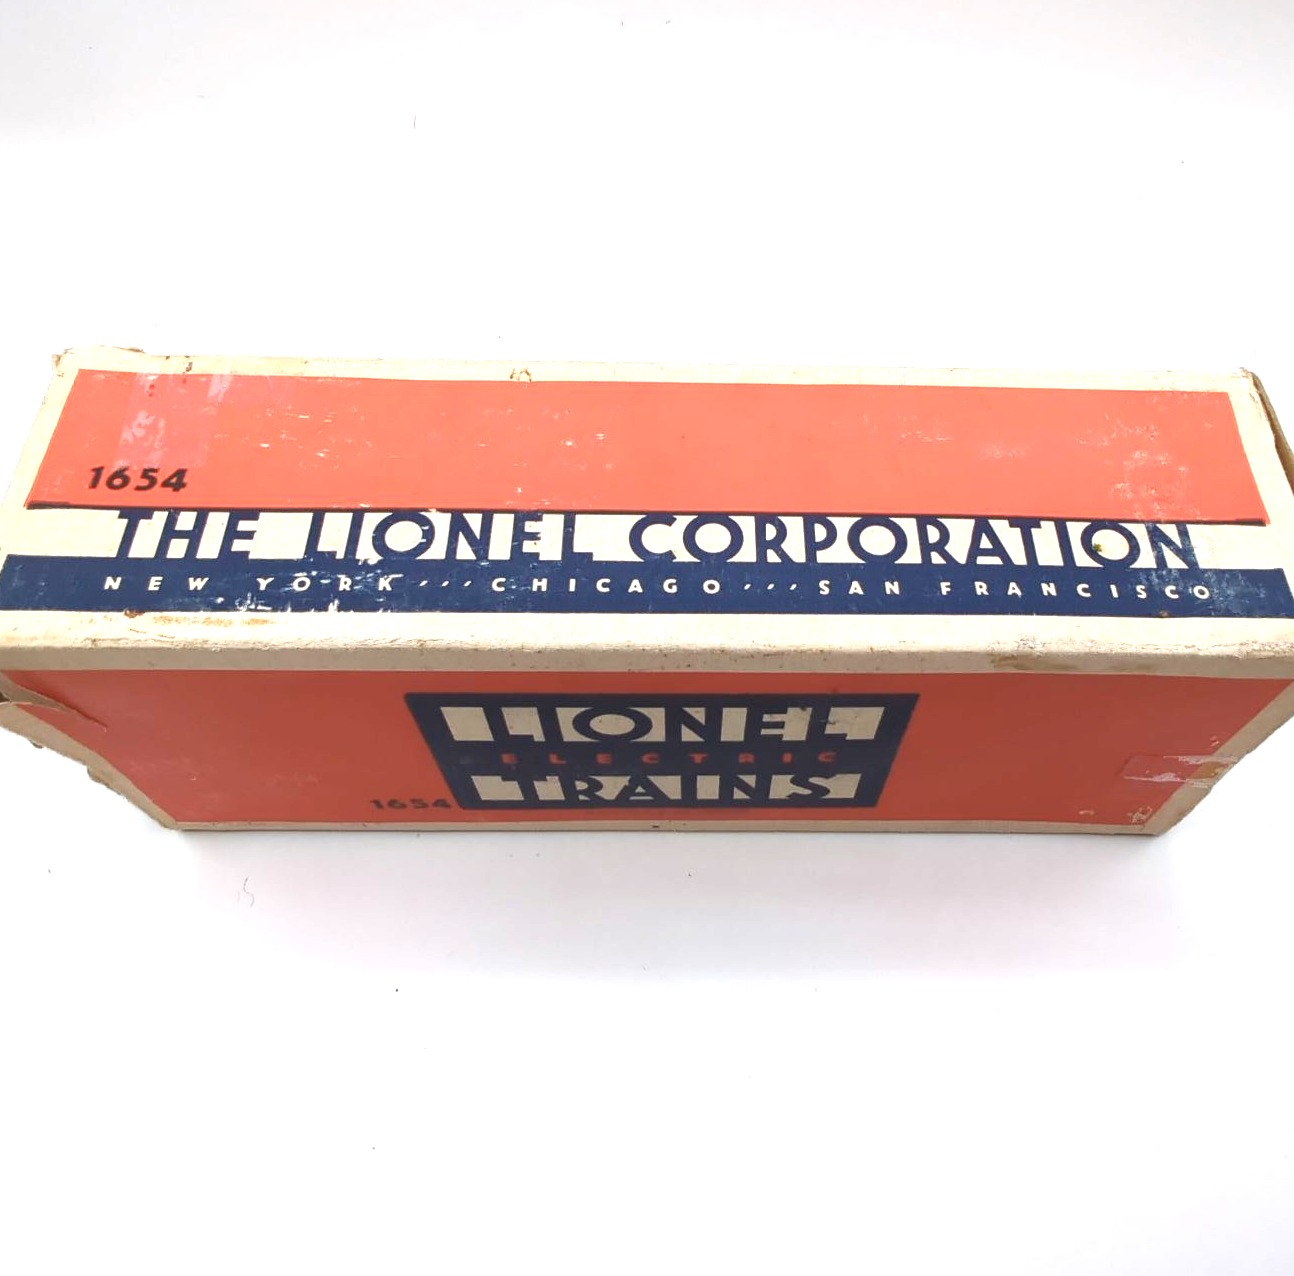 1654
THE LIONEL CORPORATION
NEW YORK ,,, CHICAGO ,,, SAN FRANCISCO
LIONEL
ELECTRIC
TRAINS
1654